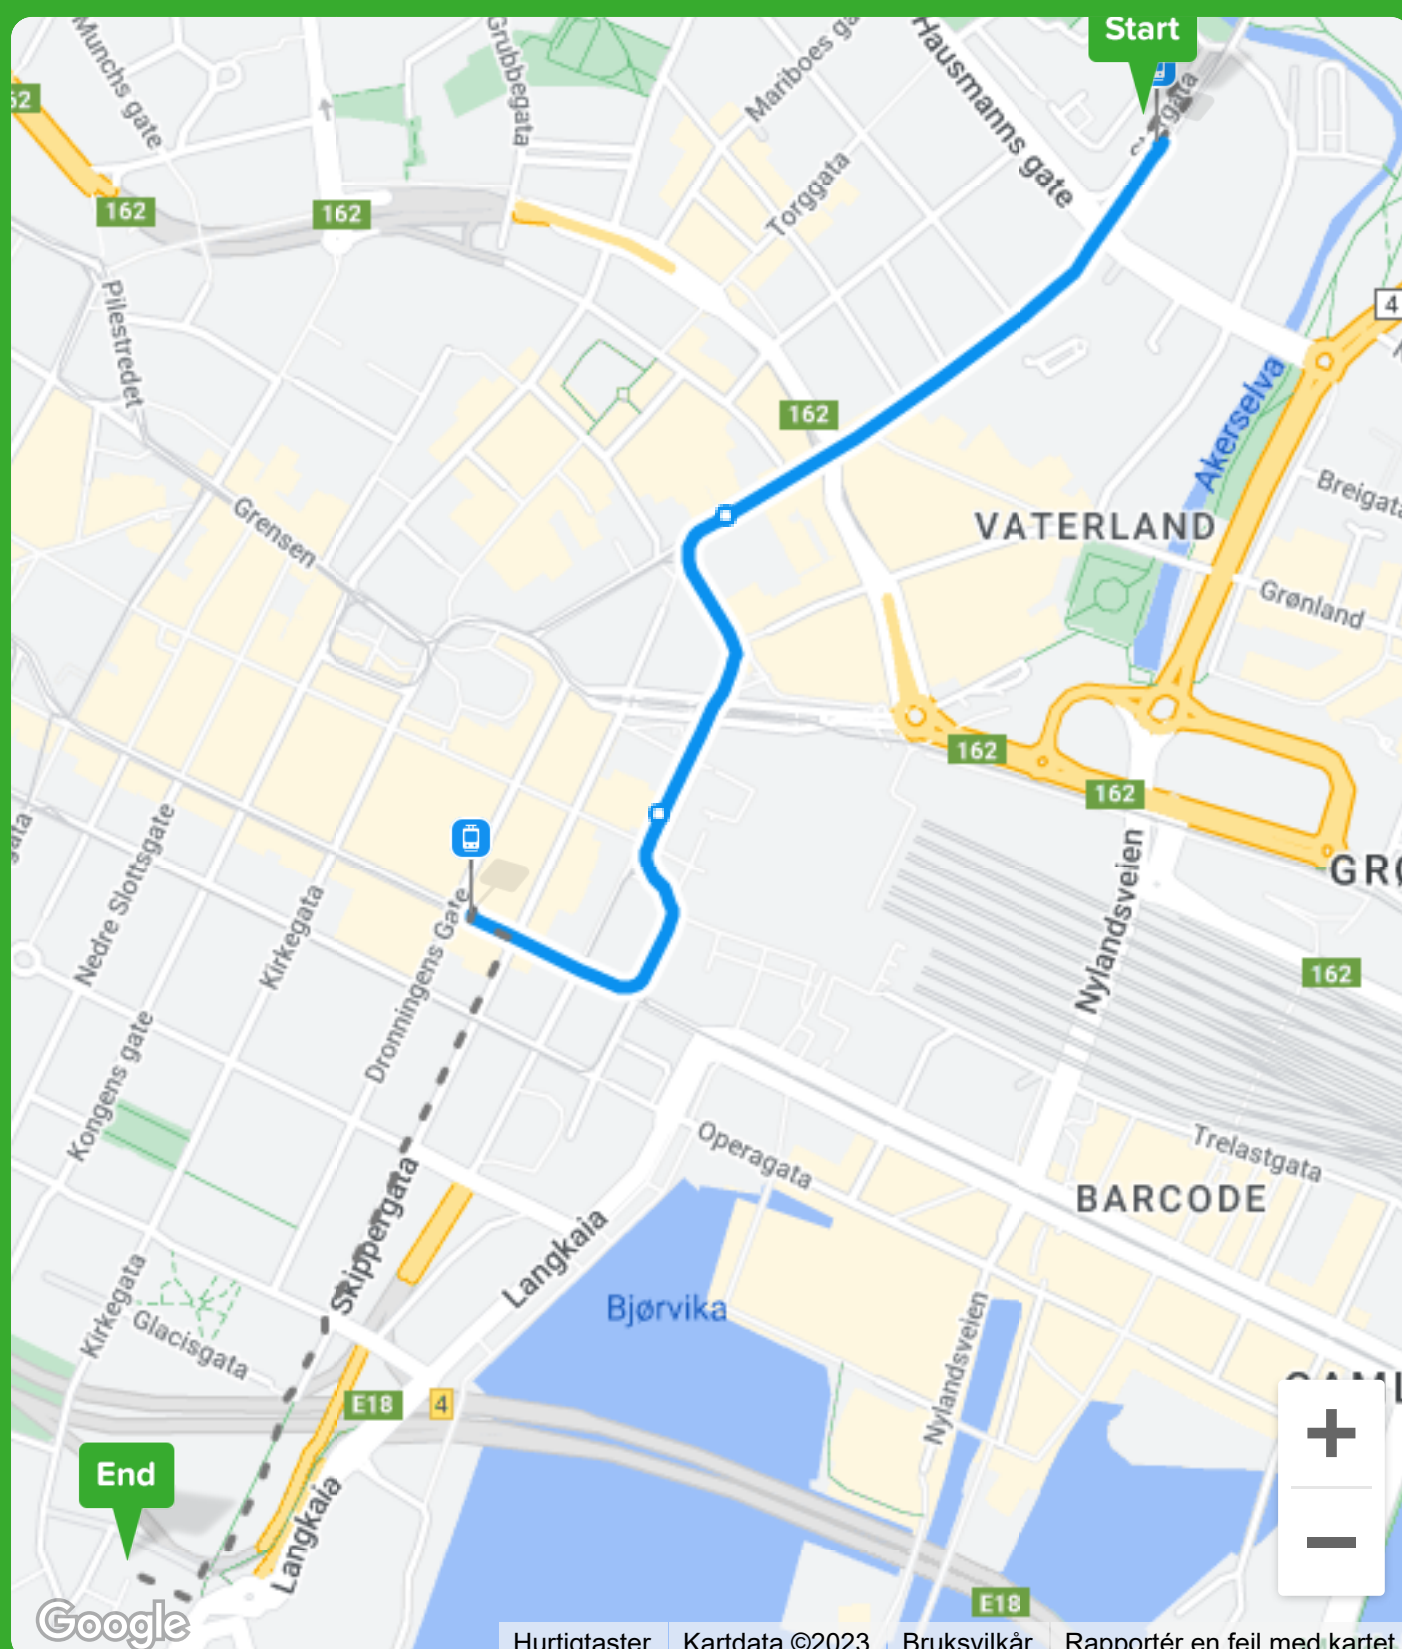 Start
Munchs gate
Grubbegata
Mariboes
Hausmanns gate
62
162
162
Torggata
Pilestredet
4
Akerselva
162
Breigata
Grensen
VATERLAND
Grønland
162
162
Nedre Slottsgate
Kirkegata
Dronningens Gate
Nylandsveien
162
Kongens gate
Operagata
Trelastgata
BARCODE
Skippergata
Langkaia
Bjørvika
Kirkegata
Glacisgata
Nylandsveien
E18
4
+
End
Langkaia
−
E18
Google
Hurtigtaster
Kartdata ©2023
Bruksvilkår
Rapportér en feil med kartet